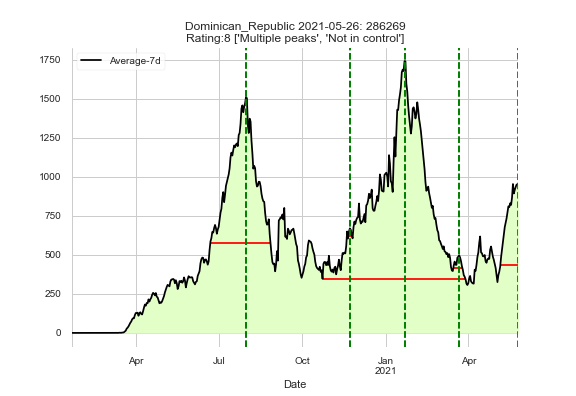 Dominican_Republic 2021-05-26: 286269
Rating:8 ['Multiple peaks', 'Not in control']
Average-7d
1750
1500
1250
1000
750
500
250
0
Apr Jul Oct Jan Apr
2021
Date